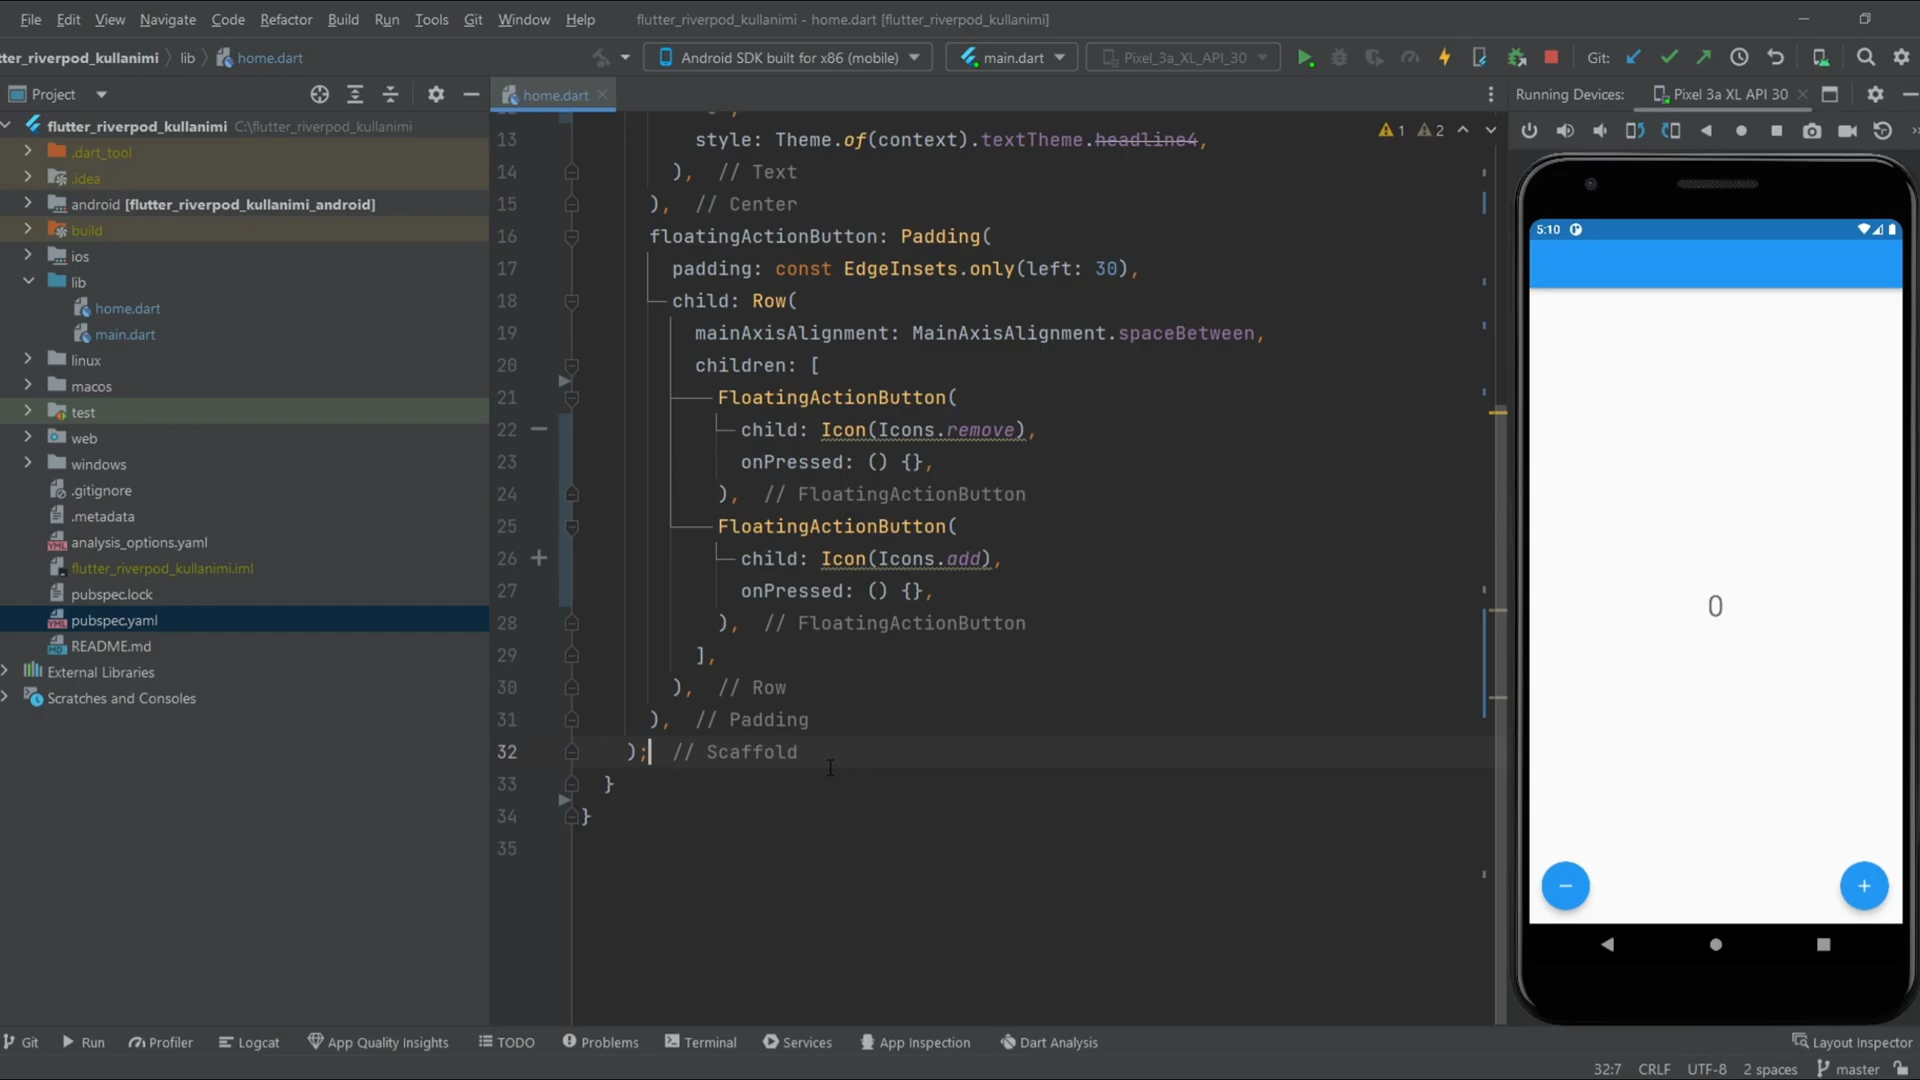 File Edit View Navigate Code Refactor Build Run Tools Git Window Help flutter_riverpod_kullanimi - home.dart [flutter_riverpod_kullanimi]
tter_riverpod_kullanimi lib home.dart Android SDK built for x86 (mobile) main.dart Pixel_3a_XL_API_30 Git:
Project home.dart Running Devices: Pixel 3a XL API 30
flutter_riverpod_kullanimi C:\flutter_riverpod_kullanimi
.dart_tool
.idea
android [flutter_riverpod_kullanimi_android]
build
ios
lib
home.dart
main.dart
linux
macos
test
web
windows
.gitignore
.metadata
analysis_options.yaml
flutter_riverpod_kullanimi.iml
pubspec.lock
pubspec.yaml
README.md
External Libraries
Scratches and Consoles
1 2
13 style: Theme.of(context).textTheme.headline4,
14 ), // Text
15 ), // Center
16 floatingActionButton: Padding(
17 padding: const EdgeInsets.only(left: 30),
18 child: Row(
19 mainAxisAlignment: MainAxisAlignment.spaceBetween,
20 children: [
21 FloatingActionButton(
22 child: Icon(Icons.remove),
23 onPressed: () {},
24 ), // FloatingActionButton
25 FloatingActionButton(
26 child: Icon(Icons.add),
27 onPressed: () {},
28 ), // FloatingActionButton
29 ],
30 ), // Row
31 ), // Padding
32 ); // Scaffold
33 }
34 }
35
5:10
0
Git Run Profiler Logcat App Quality Insights TODO Problems Terminal Services App Inspection Dart Analysis Layout Inspector
32:7 CRLF UTF-8 2 spaces master